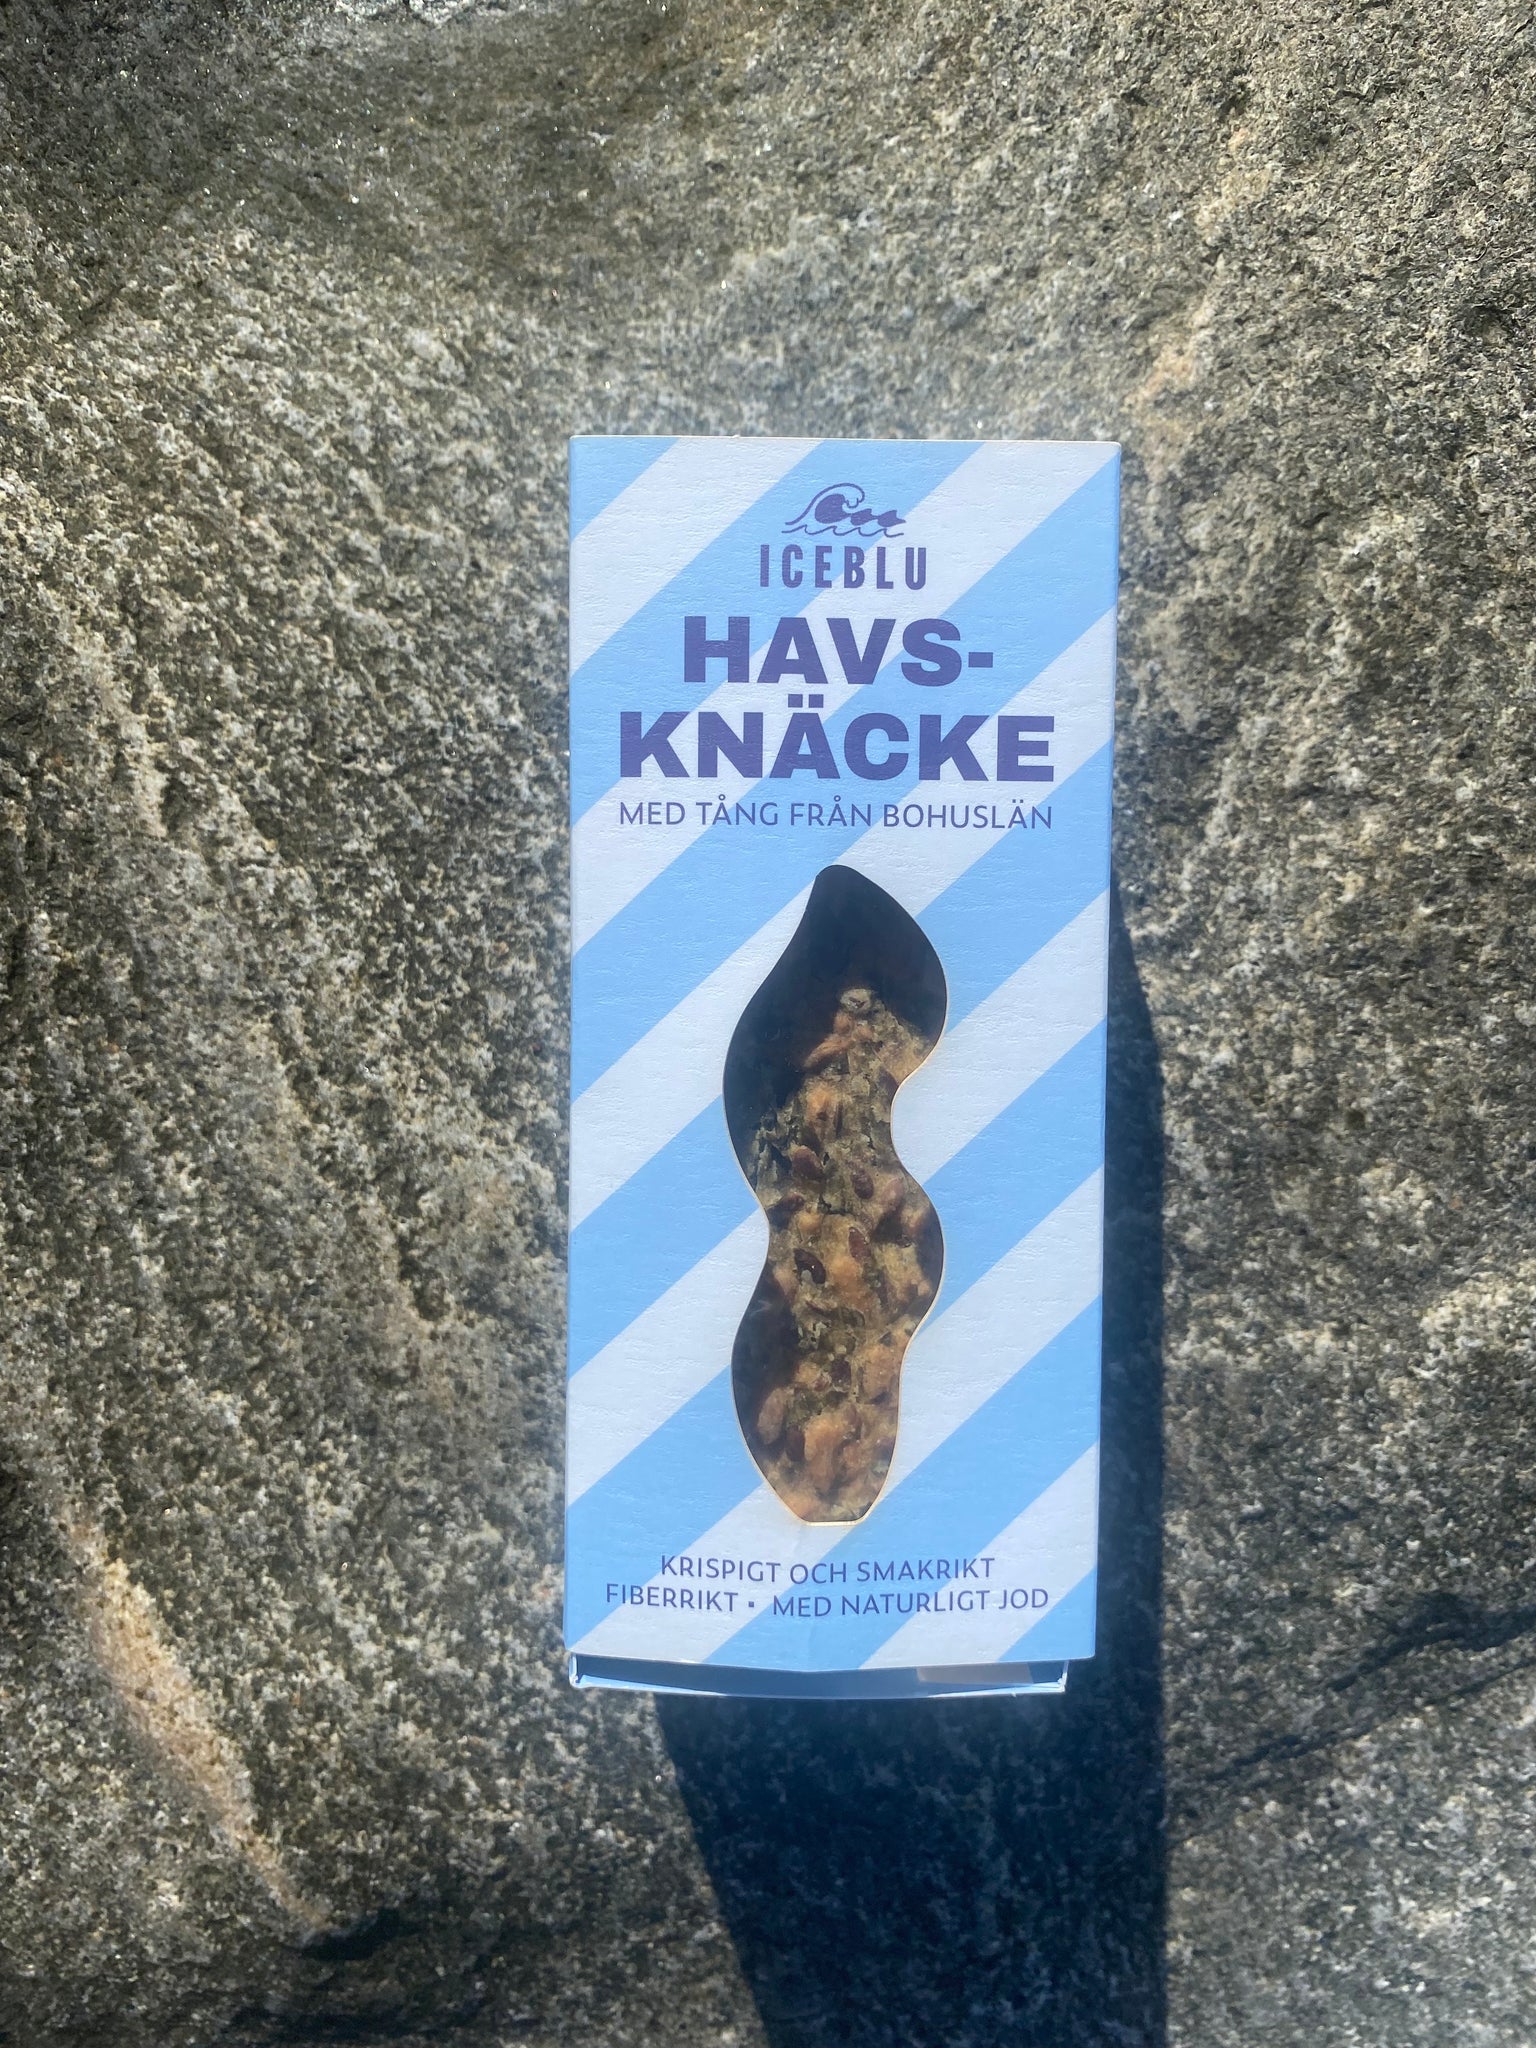 ICEBLU
HAVS-
KNÄCKE
MED TÅNG FRÅN BOHUSLÄN
KRISPIGT OCH SMAKRIKT
FIBERRIKT ▪ MED NATURLIGT JOD